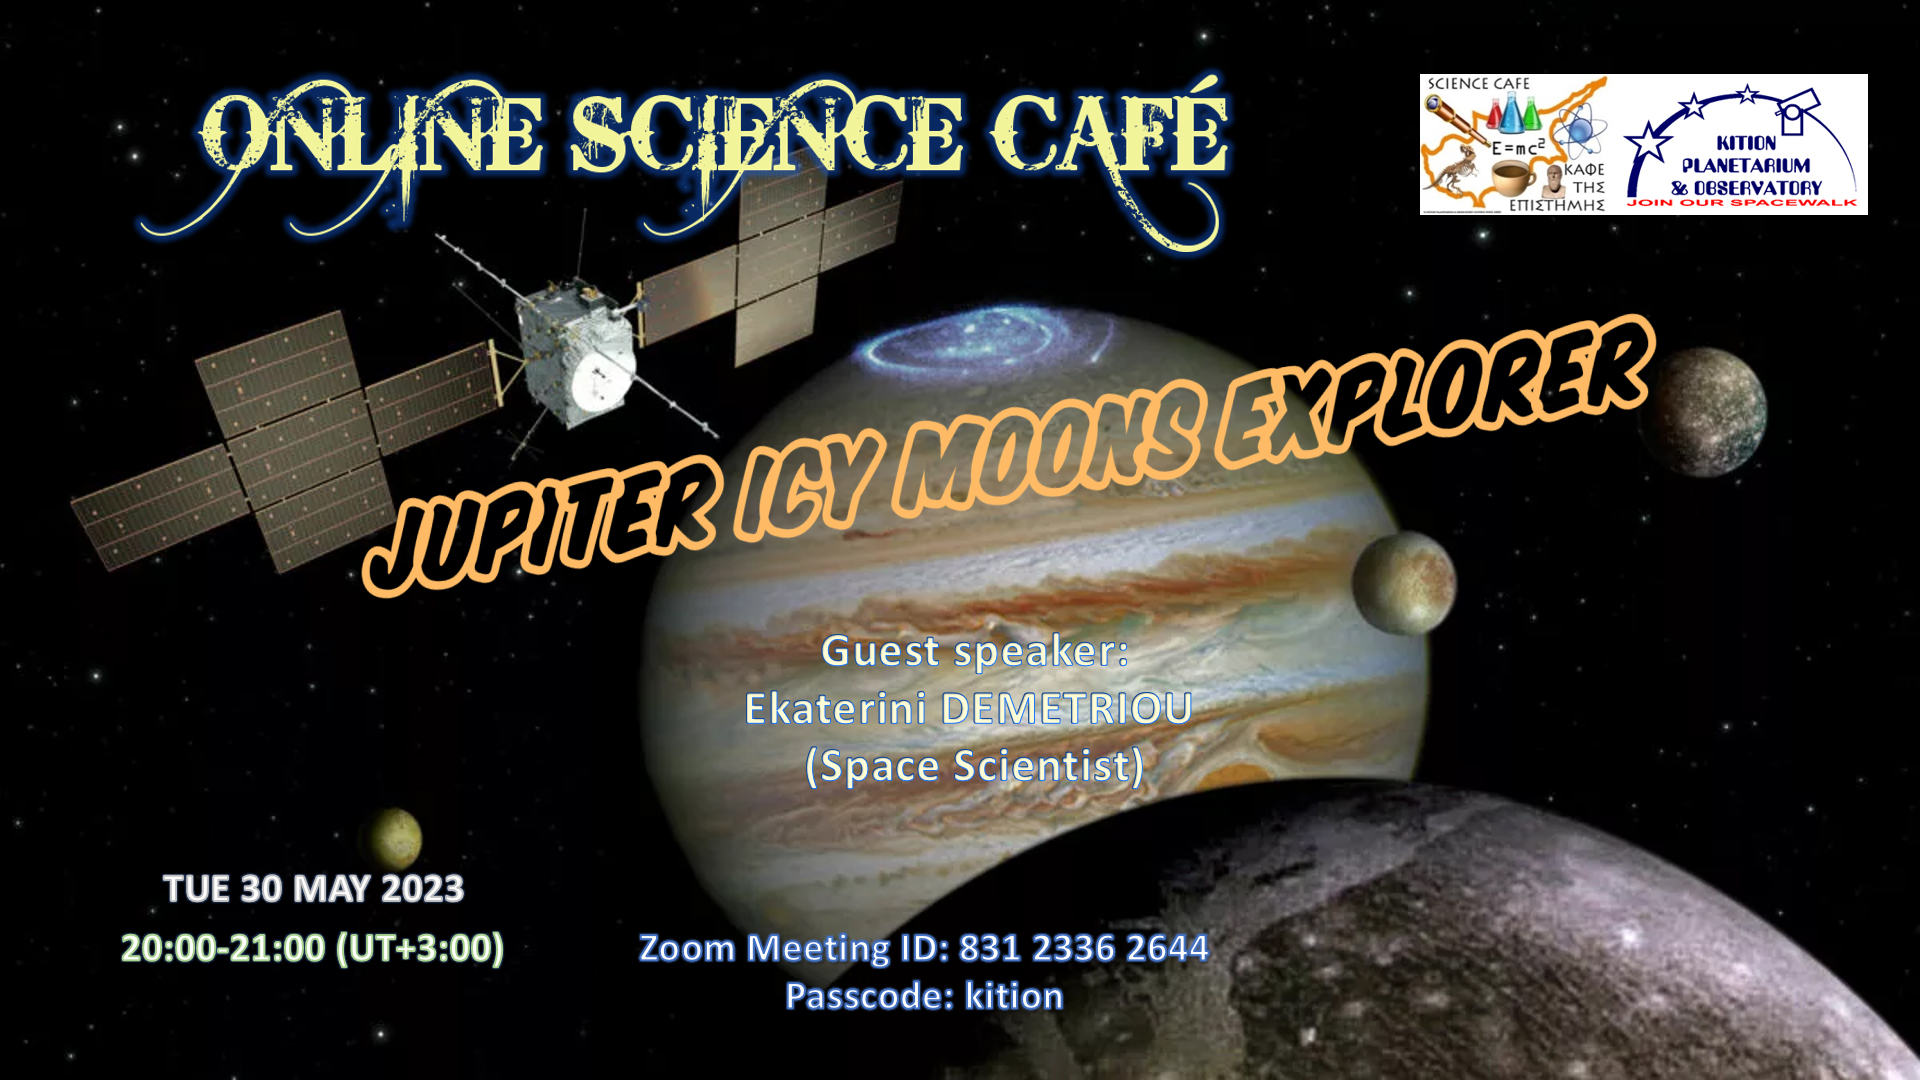 ONLINE SCIENCE CAFÉ
SCIENCE CAFE
E=mc²
ΚΑΦΕ
ΤΗΣ
ΕΠΙΣΤΗΜΗΣ
KITION
PLANETARIUM
& OBSERVATORY
JOIN OUR SPACEWALK
JUPITER ICY MOONS EXPLORER
Guest speaker:
Ekaterini DEMETRIOU
(Space Scientist)
TUE 30 MAY 2023
20:00-21:00 (UT+3:00)
Zoom Meeting ID: 831 2336 2644
Passcode: kition